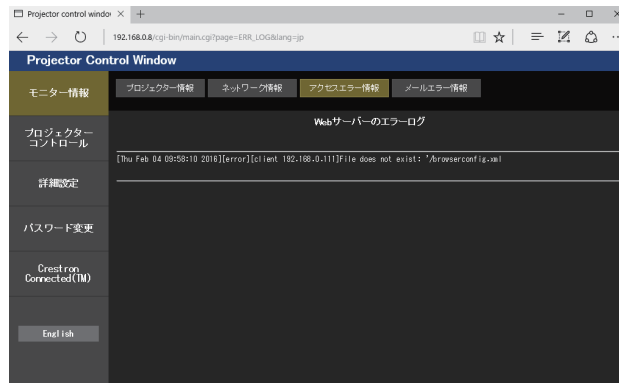 Projector control windo
192.168.0.8/cgi-bin/main.cgi?page=ERR_LOG&lang=jp
Projector Control Window
モニター情報
プロジェクター情報
ネットワーク情報
アクセスエラー情報
メールエラー情報
Webサーバーのエラーログ
[Thu Feb 04 09:58:10 2016][error][client 192.168.0.111]File does not exist: '/browserconfig.xml
プロジェクター
コントロール
詳細設定
パスワード変更
Crestron
Connected(TM)
English